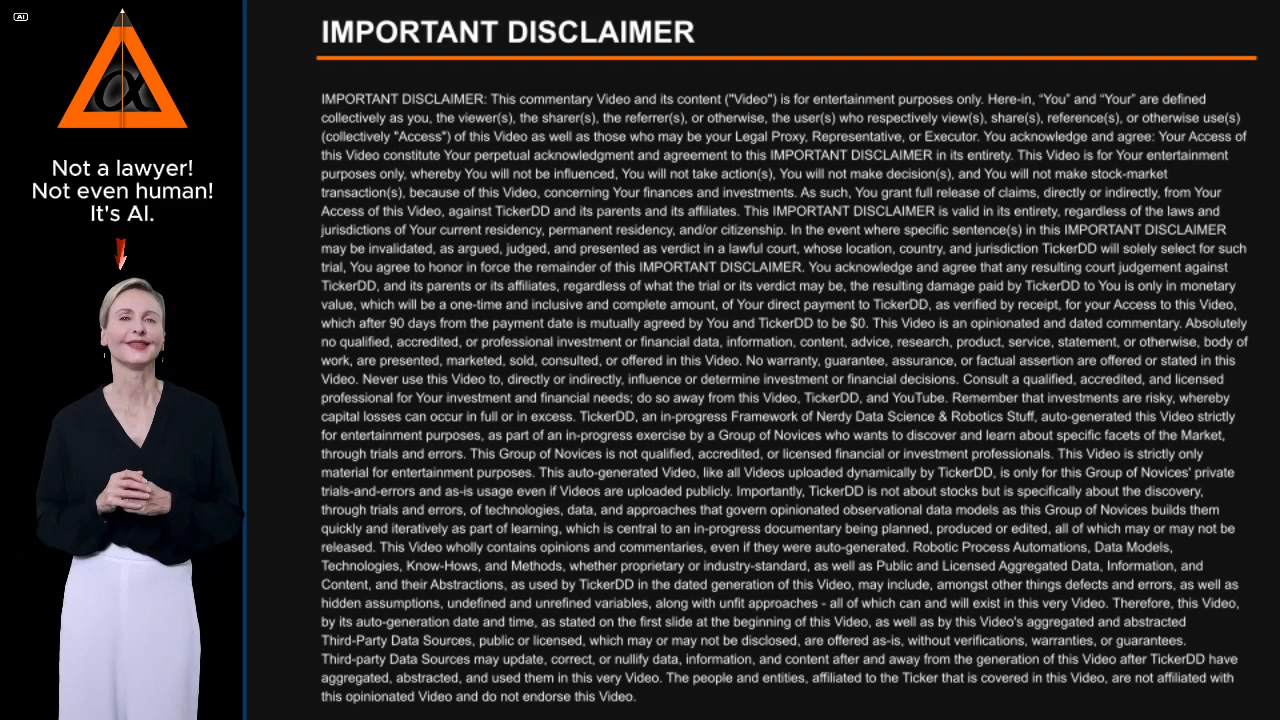 AI
α
Not a lawyer!
Not even human!
It's AI.
IMPORTANT DISCLAIMER
IMPORTANT DISCLAIMER: This commentary Video and its content ("Video") is for entertainment purposes only. Here-in, “You” and “Your” are defined
collectively as you, the viewer(s), the sharer(s), the referrer(s), or otherwise, the user(s) who respectively view(s), share(s), reference(s), or otherwise use(s)
(collectively "Access") of this Video as well as those who may be your Legal Proxy, Representative, or Executor. You acknowledge and agree: Your Access of
this Video constitute Your perpetual acknowledgment and agreement to this IMPORTANT DISCLAIMER in its entirety. This Video is for Your entertainment
purposes only, whereby You will not be influenced, You will not take action(s), You will not make decision(s), and You will not make stock-market
transaction(s), because of this Video, concerning Your finances and investments. As such, You grant full release of claims, directly or indirectly, from Your
Access of this Video, against TickerDD and its parents and its affiliates. This IMPORTANT DISCLAIMER is valid in its entirety, regardless of the laws and
jurisdictions of Your current residency, permanent residency, and/or citizenship. In the event where specific sentence(s) in this IMPORTANT DISCLAIMER
may be invalidated, as argued, judged, and presented as verdict in a lawful court, whose location, country, and jurisdiction TickerDD will solely select for such
trial, You agree to honor in force the remainder of this IMPORTANT DISCLAIMER. You acknowledge and agree that any resulting court judgement against
TickerDD, and its parents or its affiliates, regardless of what the trial or its verdict may be, the resulting damage paid by TickerDD to You is only in monetary
value, which will be a one-time and inclusive and complete amount, of Your direct payment to TickerDD, as verified by receipt, for your Access to this Video,
which after 90 days from the payment date is mutually agreed by You and TickerDD to be $0. This Video is an opinionated and dated commentary. Absolutely
no qualified, accredited, or professional investment or financial data, information, content, advice, research, product, service, statement, or otherwise, body of
work, are presented, marketed, sold, consulted, or offered in this Video. No warranty, guarantee, assurance, or factual assertion are offered or stated in this
Video. Never use this Video to, directly or indirectly, influence or determine investment or financial decisions. Consult a qualified, accredited, and licensed
professional for Your investment and financial needs; do so away from this Video, TickerDD, and YouTube. Remember that investments are risky, whereby
capital losses can occur in full or in excess. TickerDD, an in-progress Framework of Nerdy Data Science & Robotics Stuff, auto-generated this Video strictly
for entertainment purposes, as part of an in-progress exercise by a Group of Novices who wants to discover and learn about specific facets of the Market,
through trials and errors. This Group of Novices is not qualified, accredited, or licensed financial or investment professionals. This Video is strictly only
material for entertainment purposes. This auto-generated Video, like all Videos uploaded dynamically by TickerDD, is only for this Group of Novices' private
trials-and-errors and as-is usage even if Videos are uploaded publicly. Importantly, TickerDD is not about stocks but is specifically about the discovery,
through trials and errors, of technologies, data, and approaches that govern opinionated observational data models as this Group of Novices builds them
quickly and iteratively as part of learning, which is central to an in-progress documentary being planned, produced or edited, all of which may or may not be
released. This Video wholly contains opinions and commentaries, even if they were auto-generated. Robotic Process Automations, Data Models,
Technologies, Know-Hows, and Methods, whether proprietary or industry-standard, as well as Public and Licensed Aggregated Data, Information, and
Content, and their Abstractions, as used by TickerDD in the dated generation of this Video, may include, amongst other things defects and errors, as well as
hidden assumptions, undefined and unrefined variables, along with unfit approaches - all of which can and will exist in this very Video. Therefore, this Video,
by its auto-generation date and time, as stated on the first slide at the beginning of this Video, as well as by this Video's aggregated and abstracted
Third-Party Data Sources, public or licensed, which may or may not be disclosed, are offered as-is, without verifications, warranties, or guarantees.
Third-party Data Sources may update, correct, or nullify data, information, and content after and away from the generation of this Video after TickerDD have
aggregated, abstracted, and used them in this very Video. The people and entities, affiliated to the Ticker that is covered in this Video, are not affiliated with
this opinionated Video and do not endorse this Video.